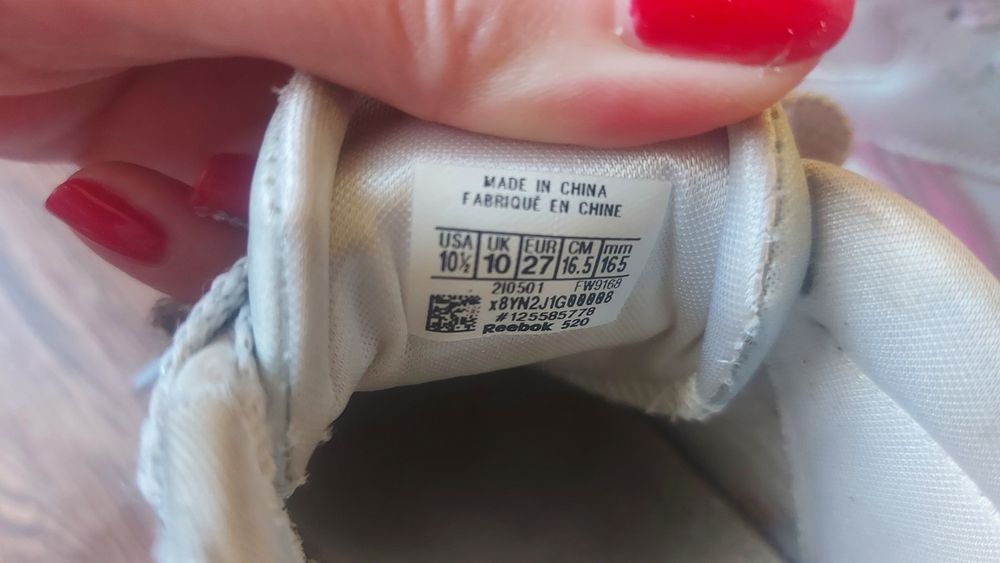 MADE IN CHINA
FABRIQUÉ EN CHINE
USA UK EUR CM mm
10½ 10 27 16.5 165
210501 FW9168
x8YN2J1G00008
#125585778
Reebok 520